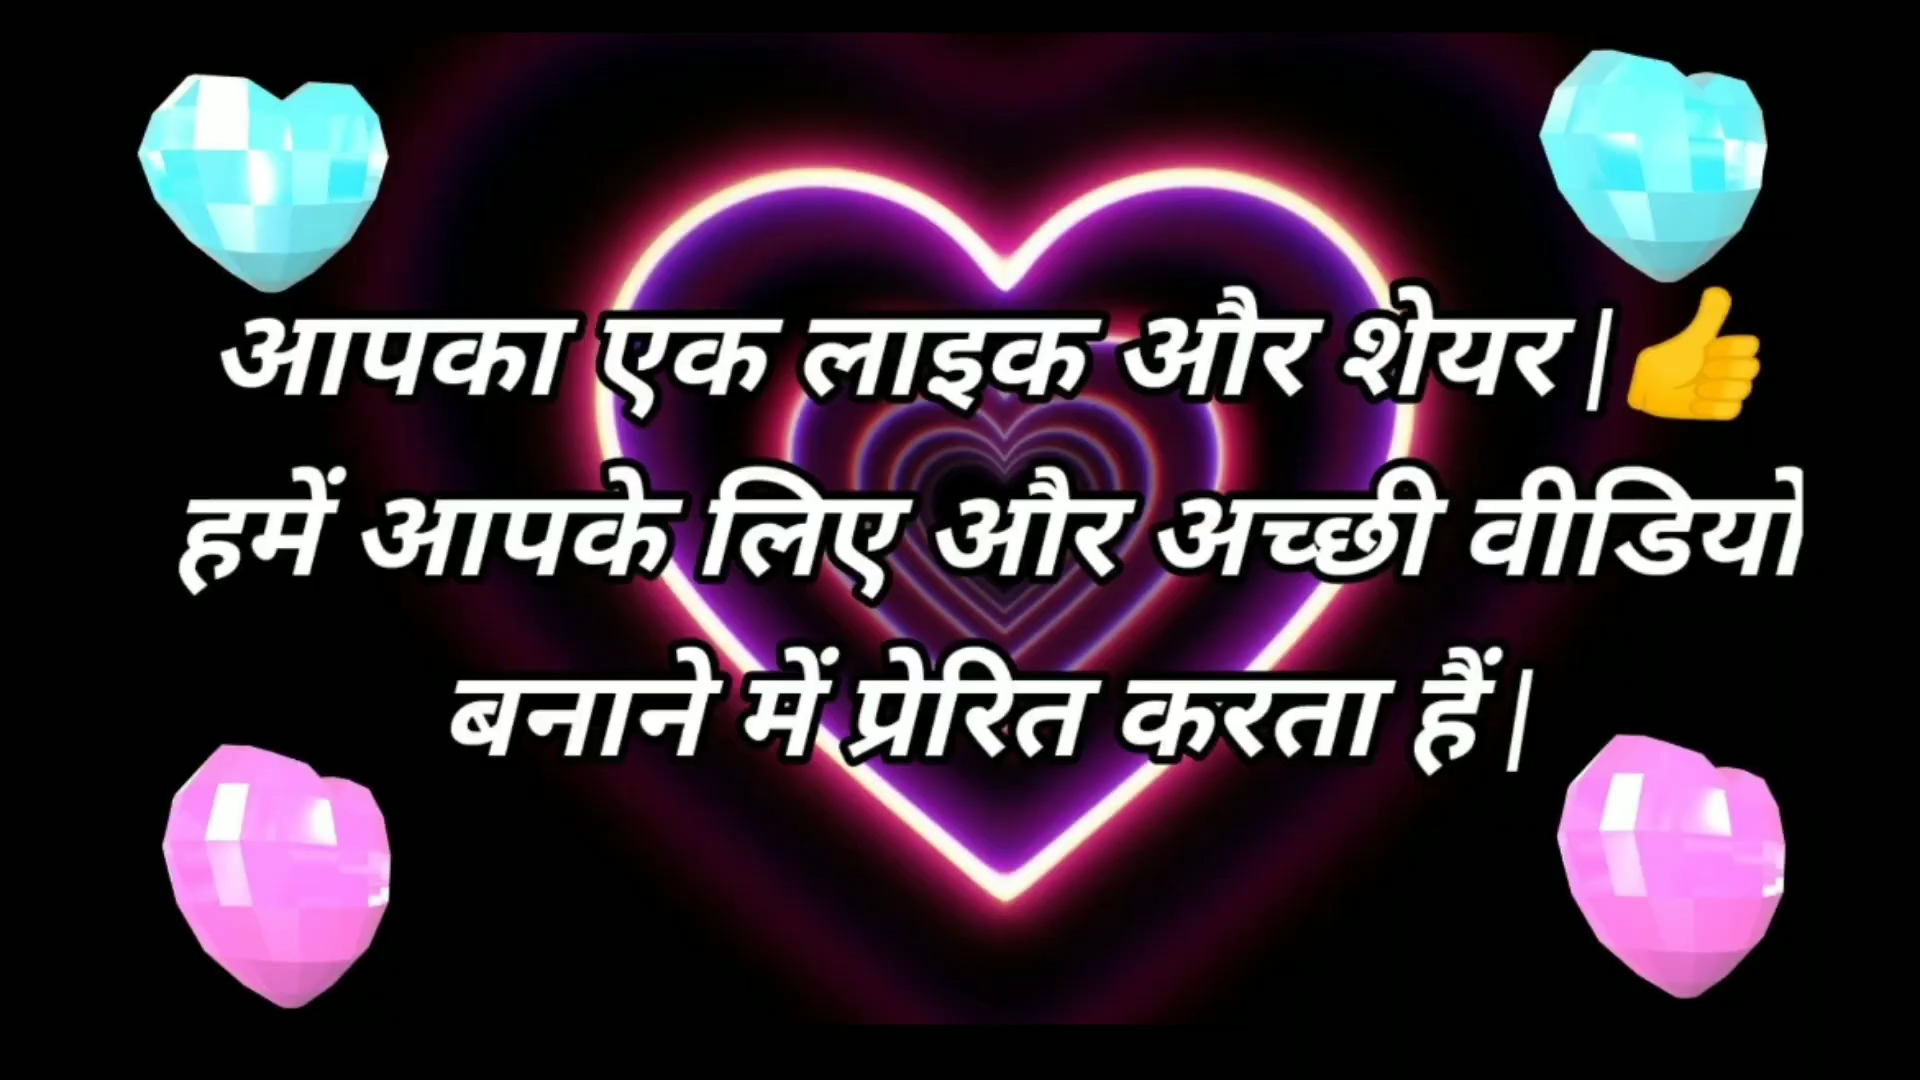 आपका एक लाइक और शेयर| 👍
हमें आपके लिए और अच्छी वीडियो
बनाने में प्रेरित करता हैं|